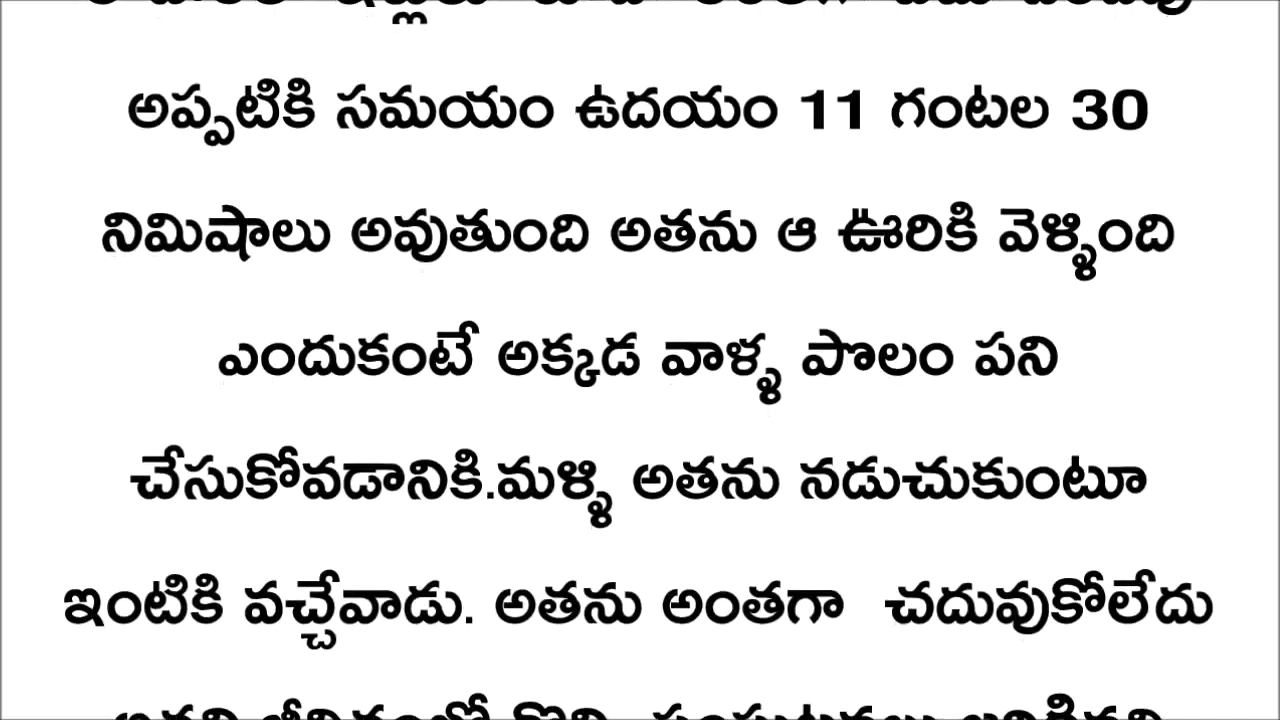 అప్పటికి సమయం ఉదయం 11 గంటల 30
నిమిషాలు అవుతుంది అతను ఆ ఊరికి వెళ్ళింది
ఎందుకంటే అక్కడ వాళ్ళ పొలం పని
చేసుకోవడానికి.మళ్ళి అతను నడుచుకుంటూ
ఇంటికి వచ్చేవాడు. అతను అంతగా చదువుకోలేదు